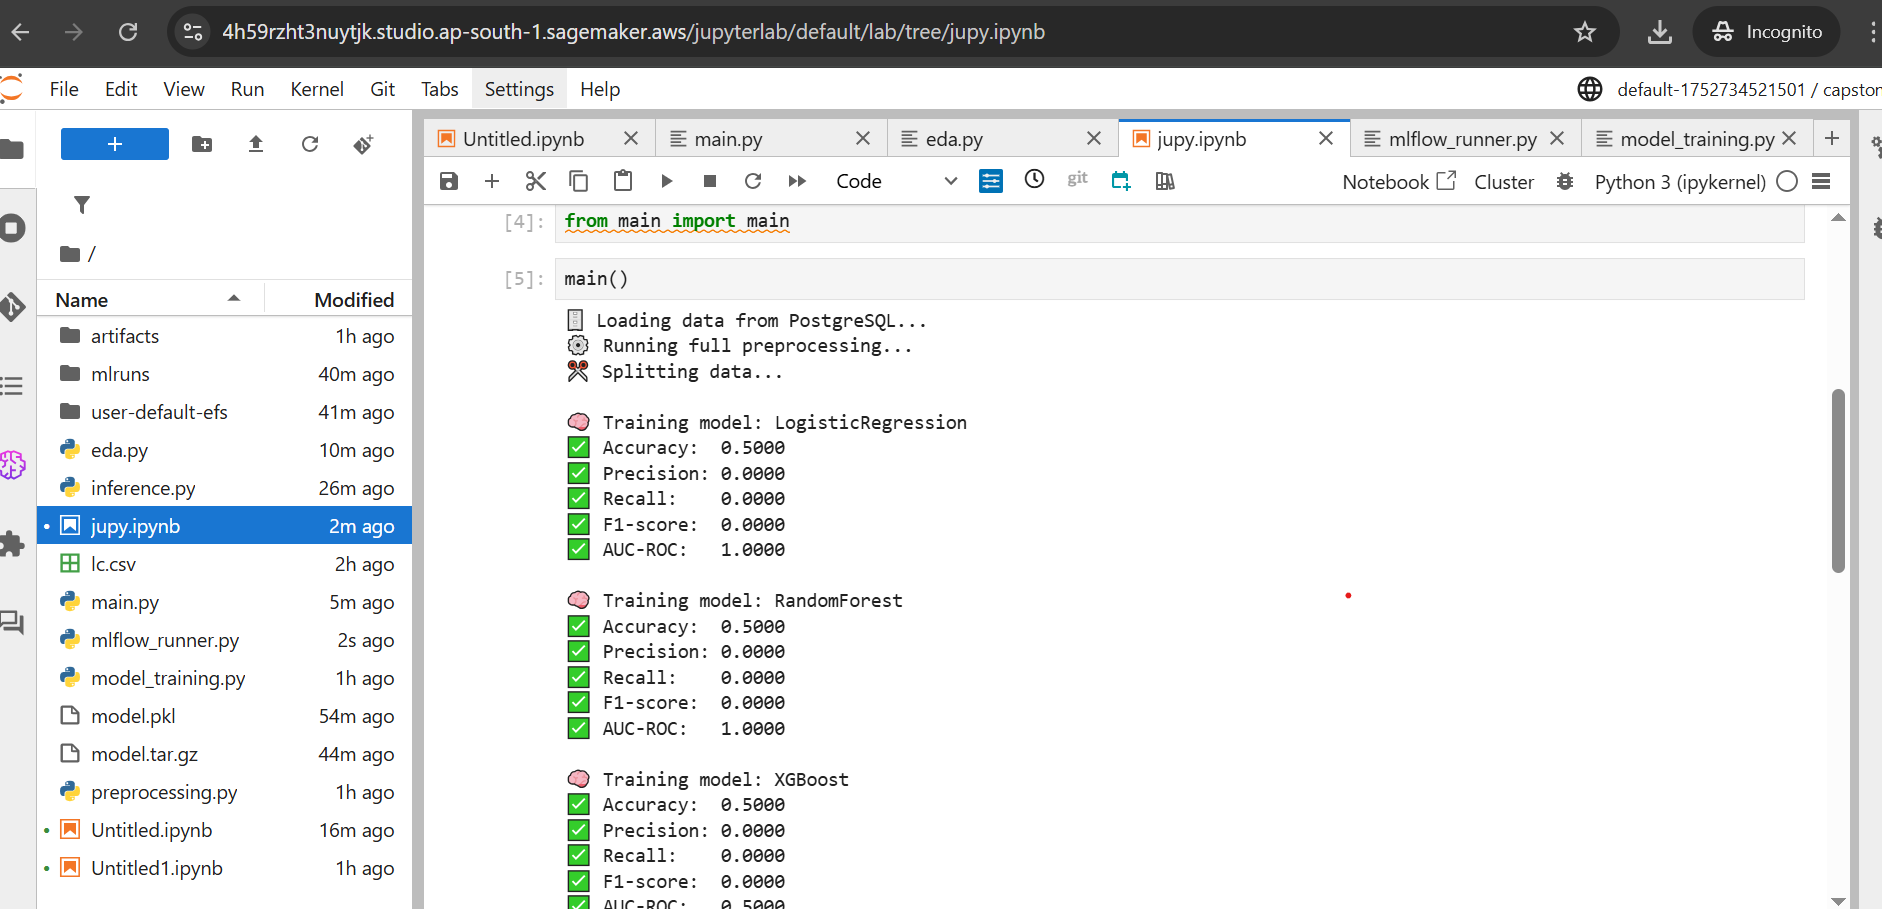 4h59rzht3nuytjk.studio.ap-south-1.sagemaker.aws/jupyterlab/default/lab/tree/jupy.ipynb
Incognito
File Edit View Run Kernel Git Tabs Settings Help
default-1752734521501 / capston
Untitled.ipynb
main.py
eda.py
jupy.ipynb
mlflow_runner.py
model_training.py
Code
git
Notebook
Cluster
Python 3 (ipykernel)
/
Name Modified
artifacts 1h ago
mlruns 40m ago
user-default-efs 41m ago
eda.py 10m ago
inference.py 26m ago
jupy.ipynb 2m ago
lc.csv 2h ago
main.py 5m ago
mlflow_runner.py 2s ago
model_training.py 1h ago
model.pkl 54m ago
model.tar.gz 44m ago
preprocessing.py 1h ago
Untitled.ipynb 16m ago
Untitled1.ipynb 1h ago
[4]: from main import main
[5]: main()
Loading data from PostgreSQL...
Running full preprocessing...
Splitting data...
Training model: LogisticRegression
Accuracy: 0.5000
Precision: 0.0000
Recall: 0.0000
F1-score: 0.0000
AUC-ROC: 1.0000
Training model: RandomForest
Accuracy: 0.5000
Precision: 0.0000
Recall: 0.0000
F1-score: 0.0000
AUC-ROC: 1.0000
Training model: XGBoost
Accuracy: 0.5000
Precision: 0.0000
Recall: 0.0000
F1-score: 0.0000
AUC-ROC: 0.5000